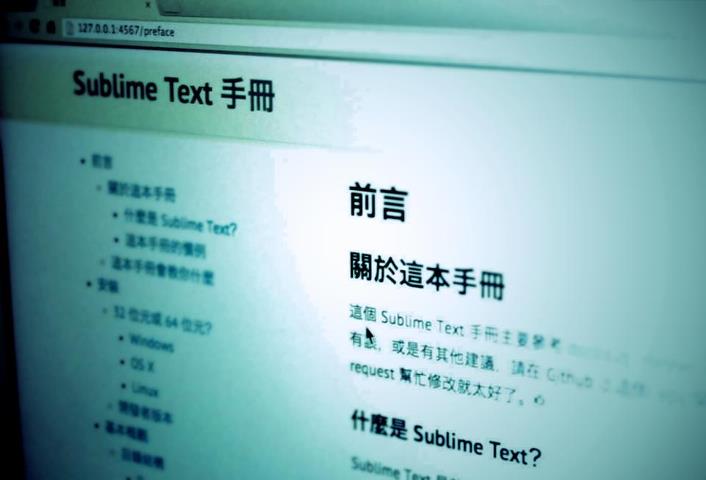 127.0.0.1:4567/preface
Sublime Text 手冊
前言
關於這本手冊
什麼是 Sublime Text?
這本手冊的慣例
這本手冊會教你什麼
安裝
32 位元或 64 位元?
Windows
OS X
Linux
開發者版本
基本概觀
目錄結構
前言
關於這本手冊
這個 Sublime Text 手冊主要參考
有誤，或是有其他建議，請在 Github 上
request 幫忙修改就太好了。
什麼是 Sublime Text?
Sublime Text